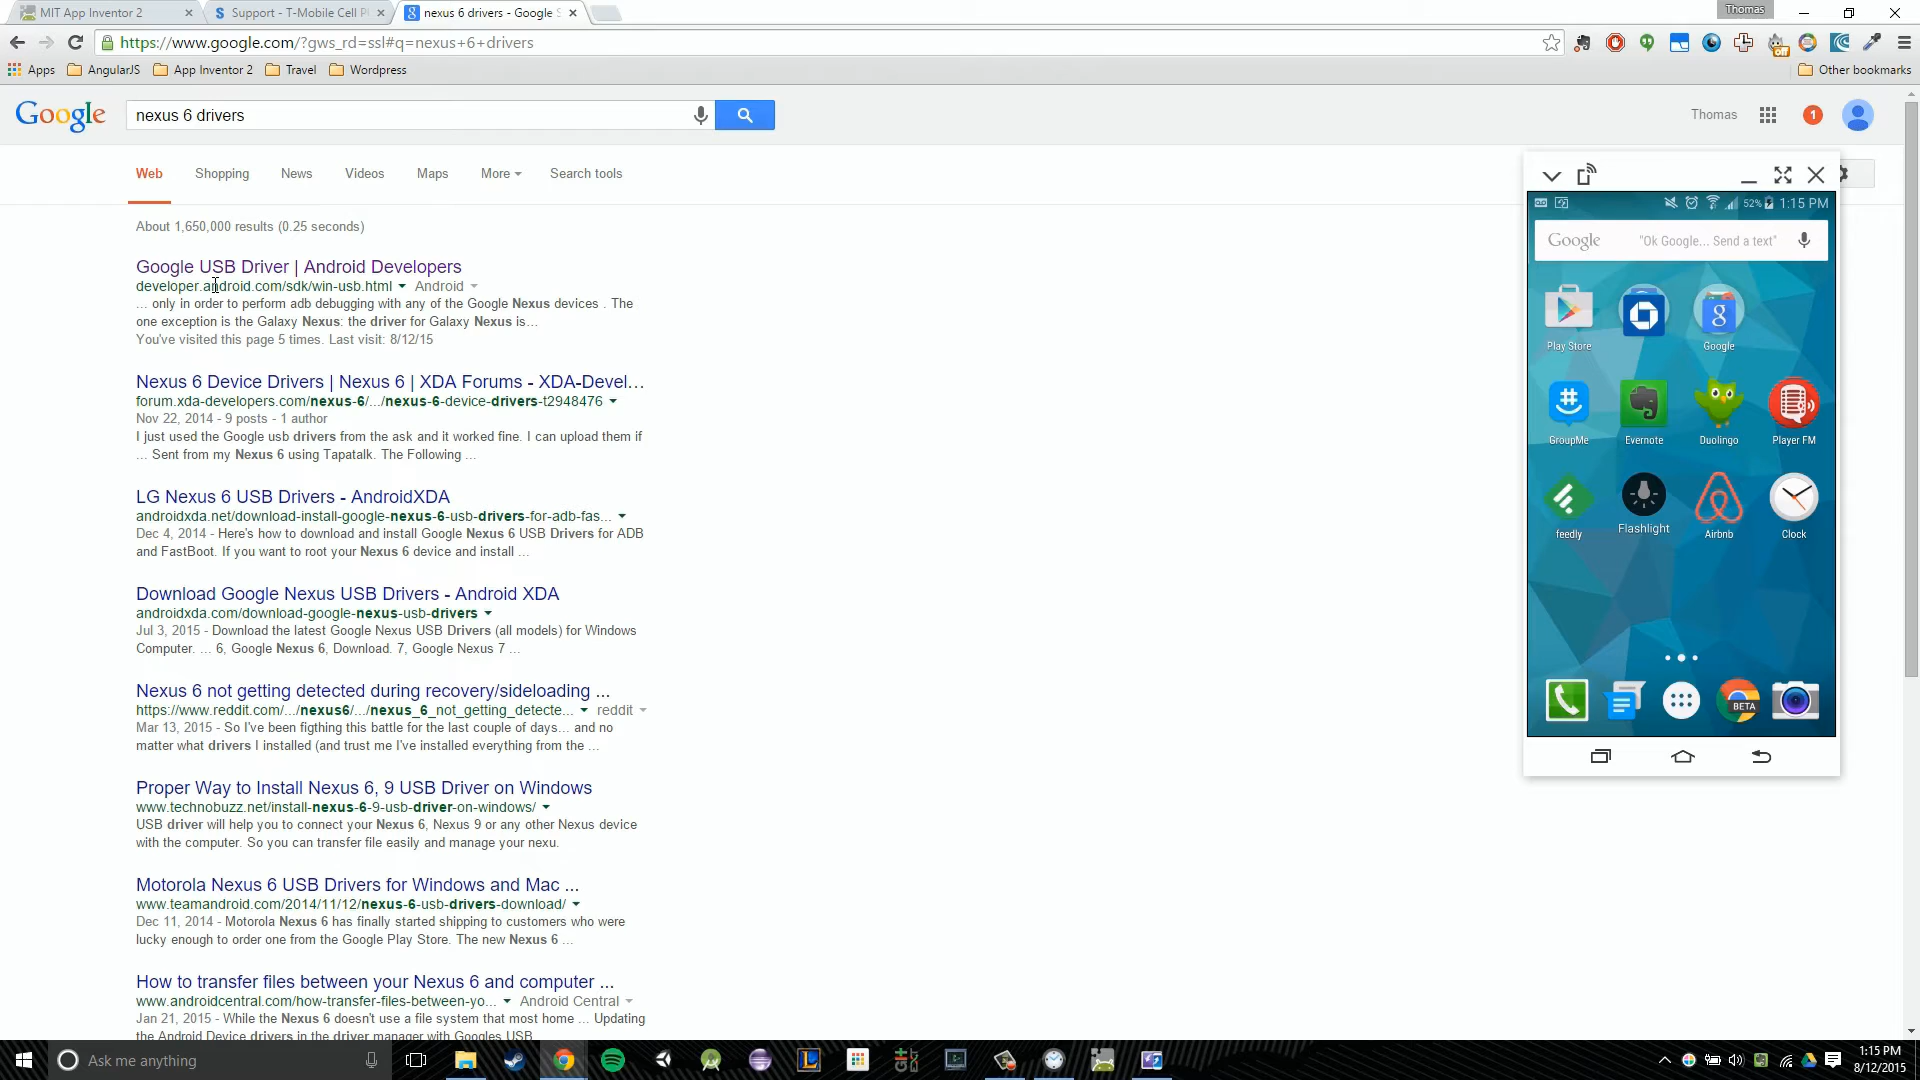 MIT App Inventor 2
Support - T-Mobile Cell P
nexus 6 drivers - Google S
Thomas
https://www.google.com/?gws_rd=ssl#q=nexus+6+drivers
Apps
AngularJS
App Inventor 2
Travel
Wordpress
Other bookmarks
Google
nexus 6 drivers
Thomas
1
Web
Shopping
News
Videos
Maps
More
Search tools
About 1,650,000 results (0.25 seconds)
Google USB Driver | Android Developers
developer.android.com/sdk/win-usb.html
Android
... only in order to perform adb debugging with any of the Google Nexus devices . The
one exception is the Galaxy Nexus: the driver for Galaxy Nexus is...
You've visited this page 5 times. Last visit: 8/12/15
Nexus 6 Device Drivers | Nexus 6 | XDA Forums - XDA-Devel...
forum.xda-developers.com/nexus-6/.../nexus-6-device-drivers-t2948476
Nov 22, 2014 - 9 posts - 1 author
I just used the Google usb drivers from the ask and it worked fine. I can upload them if
... Sent from my Nexus 6 using Tapatalk. The Following ...
LG Nexus 6 USB Drivers - AndroidXDA
androidxda.net/download-install-google-nexus-6-usb-drivers-for-adb-fas...
Dec 4, 2014 - Here's how to download and install Google Nexus 6 USB Drivers for ADB
and FastBoot. If you want to root your Nexus 6 device and install ...
Download Google Nexus USB Drivers - Android XDA
androidxda.com/download-google-nexus-usb-drivers
Jul 3, 2015 - Download the latest Google Nexus USB Drivers (all models) for Windows
Computer. ... 6, Google Nexus 6, Download. 7, Google Nexus 7 ...
Nexus 6 not getting detected during recovery/sideloading ...
https://www.reddit.com/.../nexus6/.../nexus_6_not_getting_detecte...
reddit
Mar 13, 2015 - So I've been figthing this battle for the last couple of days... and no
matter what drivers I installed (and trust me I've installed everything from the ...
Proper Way to Install Nexus 6, 9 USB Driver on Windows
www.technobuzz.net/install-nexus-6-9-usb-driver-on-windows/
USB driver will help you to connect your Nexus 6, Nexus 9 or any other Nexus device
with the computer. So you can transfer file easily and manage your nexu.
Motorola Nexus 6 USB Drivers for Windows and Mac ...
www.teamandroid.com/2014/11/12/nexus-6-usb-drivers-download/
Dec 11, 2014 - Motorola Nexus 6 has finally started shipping to customers who were
lucky enough to order one from the Google Play Store. The new Nexus 6 ...
How to transfer files between your Nexus 6 and computer ...
www.androidcentral.com/how-transfer-files-between-yo...
Android Central
Jan 21, 2015 - While the Nexus 6 doesn't use a file system that most home ... Updating
the Android Device drivers in the driver manager with Googles USB
52%
1:15 PM
Google
"Ok Google... Send a text"
Play Store
Google
GroupMe
Evernote
Duolingo
Player FM
feedly
Flashlight
Airbnb
Clock
BETA
Ask me anything
1:15 PM
8/12/2015